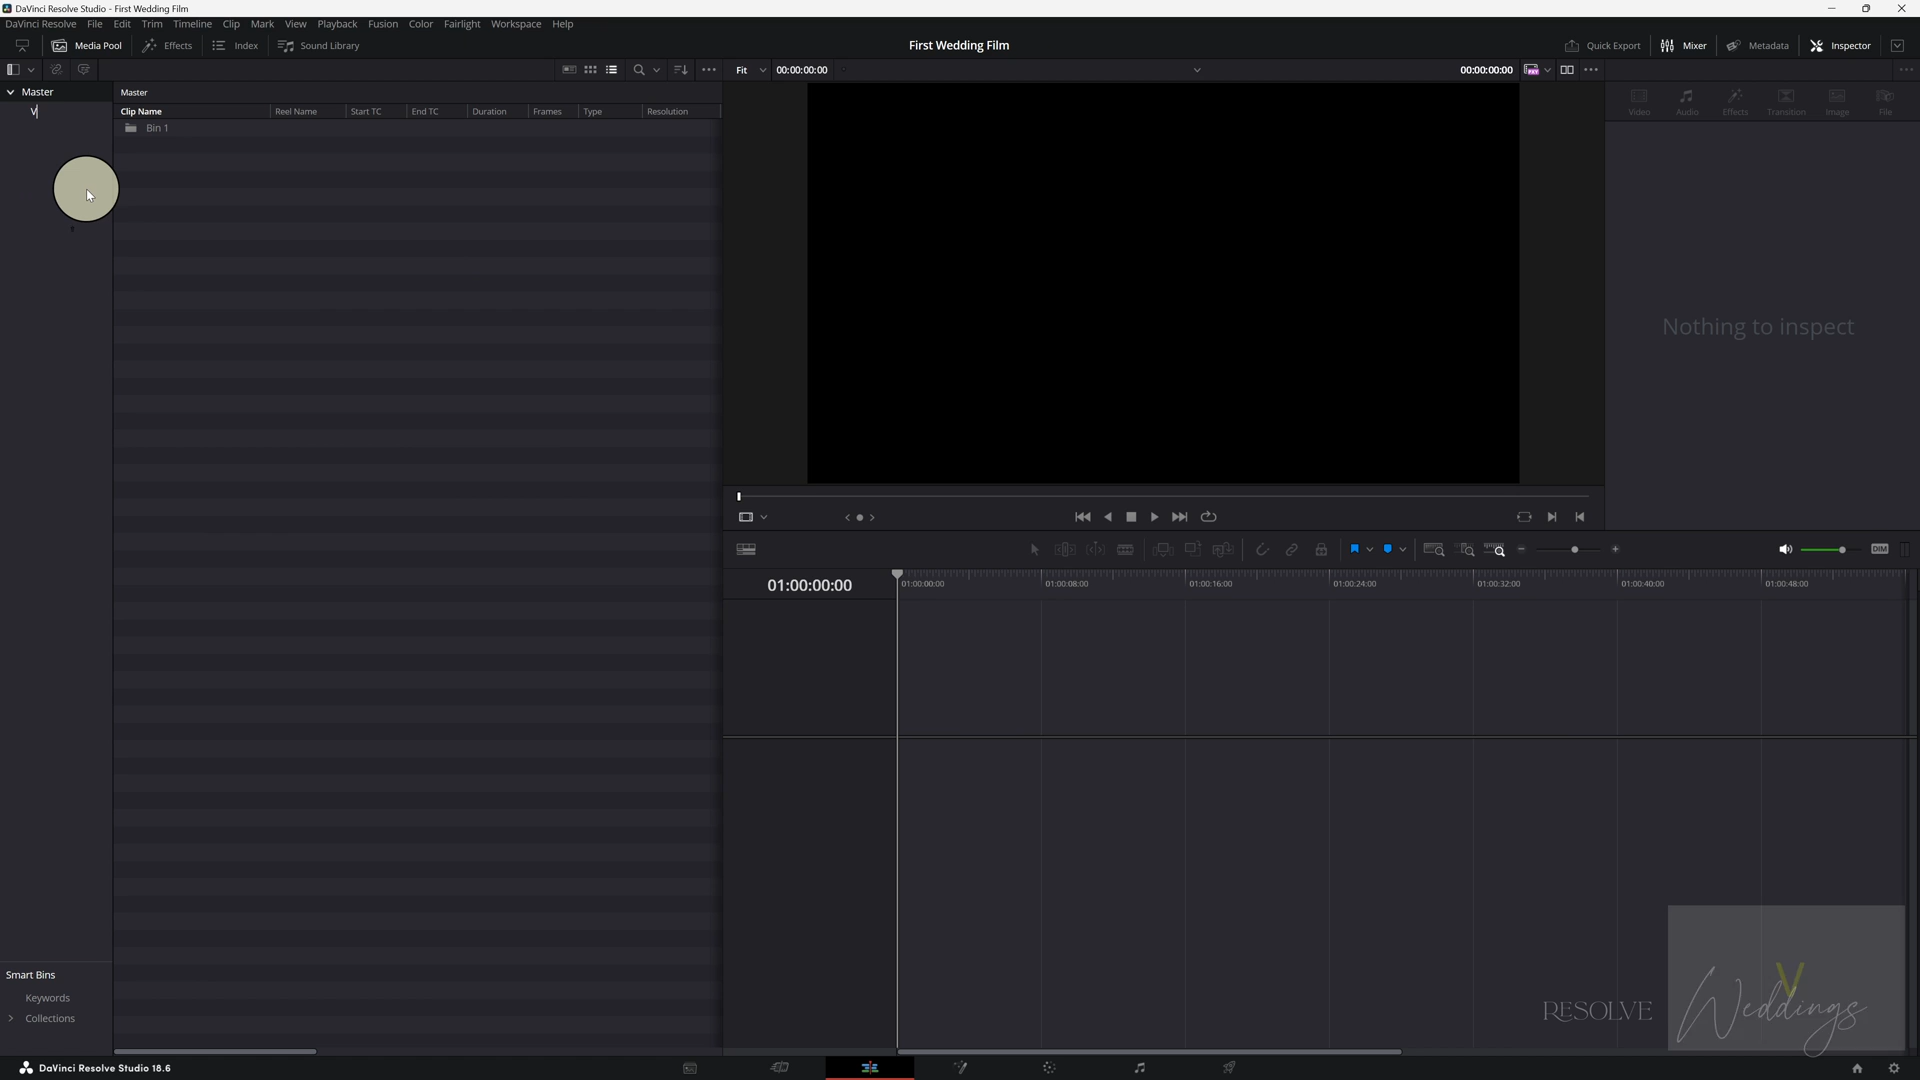 DaVinci Resolve Studio - First Wedding Film
DaVinci Resolve File Edit Trim Timeline Clip Mark View Playback Fusion Color Fairlight Workspace Help
Media Pool Effects Index Sound Library First Wedding Film Quick Export Mixer Metadata Inspector
Fit 00:00:00:00 00:00:00:00
Master Master
V Clip Name Reel Name Start TC End TC Duration Frames Type Resolution
Bin 1
Video Audio Effects Transition Image File
Nothing to inspect
DIM
01:00:00:00 01:00:00:00 01:00:08:00 01:00:16:00 01:00:24:00 01:00:32:00 01:00:40:00 01:00:48:00
Smart Bins
Keywords
Collections
V
RESOLVE Weddings
DaVinci Resolve Studio 18.6